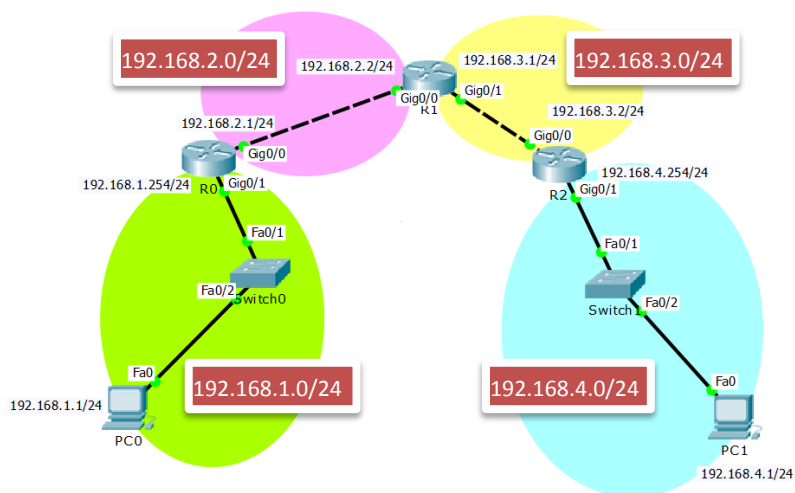 192.168.2.0/24
192.168.2.2/24
192.168.3.1/24
192.168.3.0/24
Gig0/0
R1
Gig0/1
192.168.3.2/24
192.168.2.1/24
Gig0/0
Gig0/0
192.168.1.254/24
R0
Gig0/1
R2
Gig0/1
192.168.4.254/24
Fa0/1
Fa0/1
Fa0/2
Switch0
Switch1
Fa0/2
Fa0
192.168.1.0/24
192.168.4.0/24
Fa0
192.168.1.1/24
PC0
PC1
192.168.4.1/24